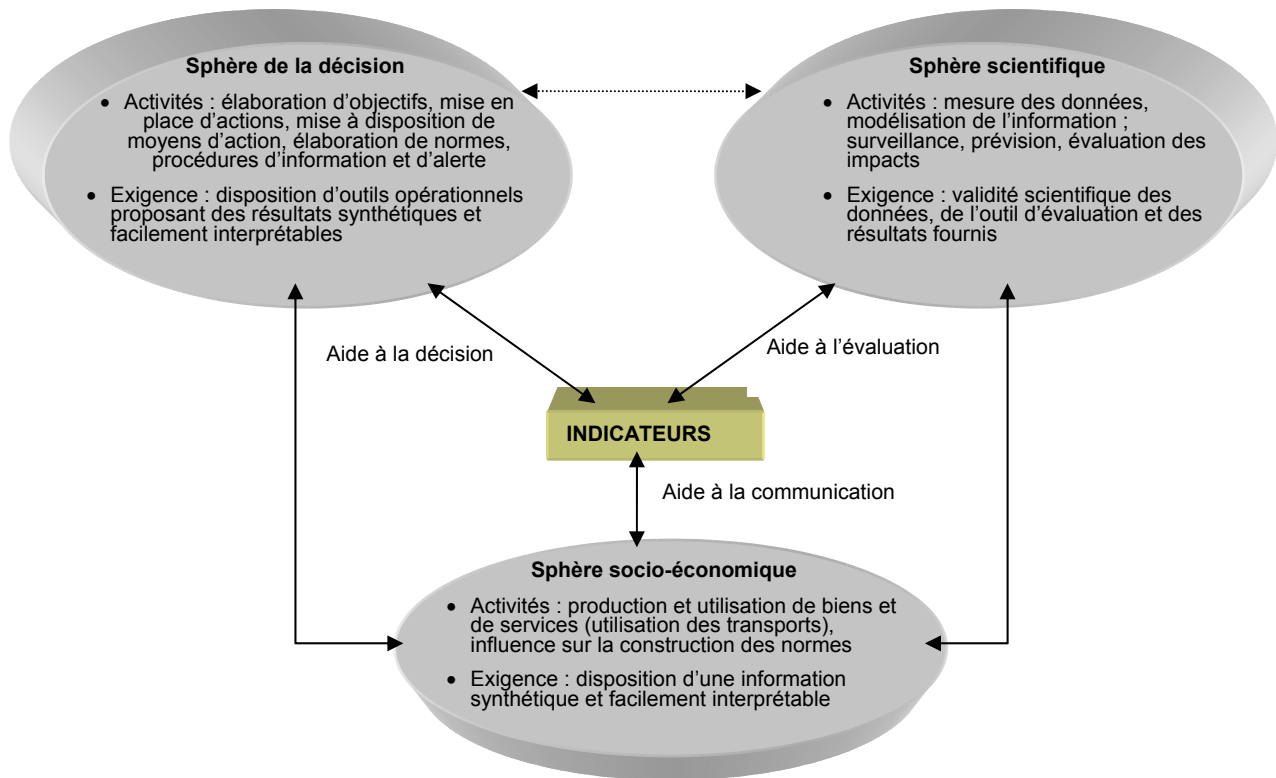 Sphère de la décision
• Activités : élaboration d'objectifs, mise en
place d'actions, mise à disposition de
moyens d'action, élaboration de normes,
procédures d'information et d'alerte
• Exigence : disposition d'outils opérationnels
proposant des résultats synthétiques et
facilement interprétables
Sphère scientifique
• Activités : mesure des données,
modélisation de l'information ;
surveillance, prévision, évaluation des
impacts
• Exigence : validité scientifique des
données, de l'outil d'évaluation et des
résultats fournis
Aide à la décision
Aide à l'évaluation
INDICATEURS
Aide à la communication
Sphère socio-économique
• Activités : production et utilisation de biens et
de services (utilisation des transports),
influence sur la construction des normes
• Exigence : disposition d'une information
synthétique et facilement interprétable